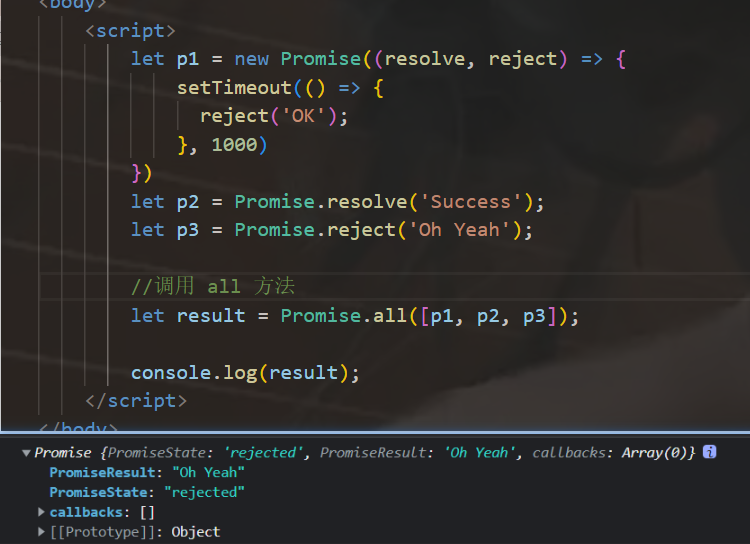 <body>
<script>
let p1 = new Promise((resolve, reject) => {
setTimeout(() => {
reject('OK');
}, 1000)
})
let p2 = Promise.resolve('Success');
let p3 = Promise.reject('Oh Yeah');
//调用 all 方法
let result = Promise.all([p1, p2, p3]);
console.log(result);
</script>
</body>
Promise {PromiseState: 'rejected', PromiseResult: 'Oh Yeah', callbacks: Array(0)} i
PromiseResult: "Oh Yeah"
PromiseState: "rejected"
callbacks: []
[[Prototype]]: Object